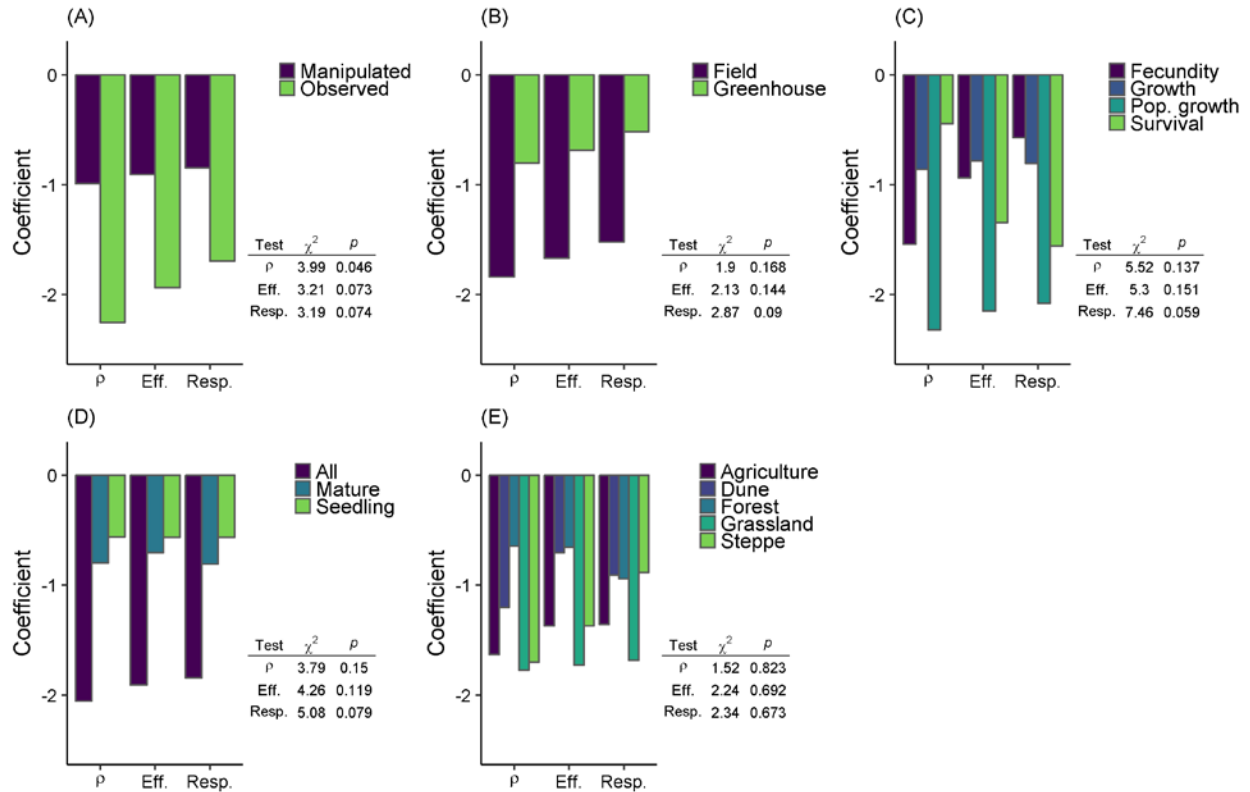 (A)
Coefficient
0
-1
-2
Manipulated
Observed
Test χ² p
ρ 3.99 0.046
Eff. 3.21 0.073
Resp. 3.19 0.074
ρ Eff. Resp.
(B)
Coefficient
0
-1
-2
Field
Greenhouse
Test χ² p
ρ 1.9 0.168
Eff. 2.13 0.144
Resp. 2.87 0.09
ρ Eff. Resp.
(C)
Coefficient
0
-1
-2
Fecundity
Growth
Pop. growth
Survival
Test χ² p
ρ 5.52 0.137
Eff. 5.3 0.151
Resp. 7.46 0.059
ρ Eff. Resp.
(D)
Coefficient
0
-1
-2
All
Mature
Seedling
Test χ² p
ρ 3.79 0.15
Eff. 4.26 0.119
Resp. 5.08 0.079
ρ Eff. Resp.
(E)
Coefficient
0
-1
-2
Agriculture
Dune
Forest
Grassland
Steppe
Test χ² p
ρ 1.52 0.823
Eff. 2.24 0.692
Resp. 2.34 0.673
ρ Eff. Resp.